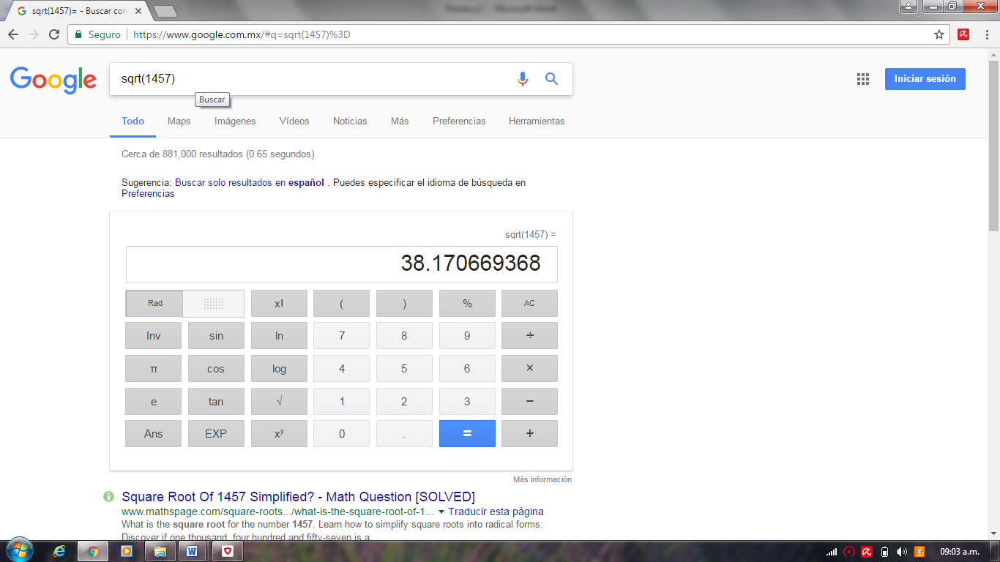 sqrt(1457)= - Buscar con
Seguro
https://www.google.com.mx/#q=sqrt(1457)%3D
Google
sqrt(1457)
Iniciar sesión
Buscar
Todo Maps Imágenes Vídeos Noticias Más Preferencias Herramientas
Cerca de 881,000 resultados (0.65 segundos)
Sugerencia: Buscar solo resultados en español . Puedes especificar el idioma de búsqueda en
Preferencias
sqrt(1457) =
38.170669368
Rad x! ( ) % AC
Inv sin ln 7 8 9 ÷
π cos log 4 5 6 ×
e tan √ 1 2 3 −
Ans EXP xʸ 0 . = +
Más información
Square Root Of 1457 Simplified? - Math Question [SOLVED]
www.mathspage.com/square-roots.../what-is-the-square-root-of-1... ▾ Traducir esta página
What is the square root for the number 1457. Learn how to simplify square roots into radical forms.
Discover if one thousand, four hundred and fifty-seven is a
09:03 a.m.